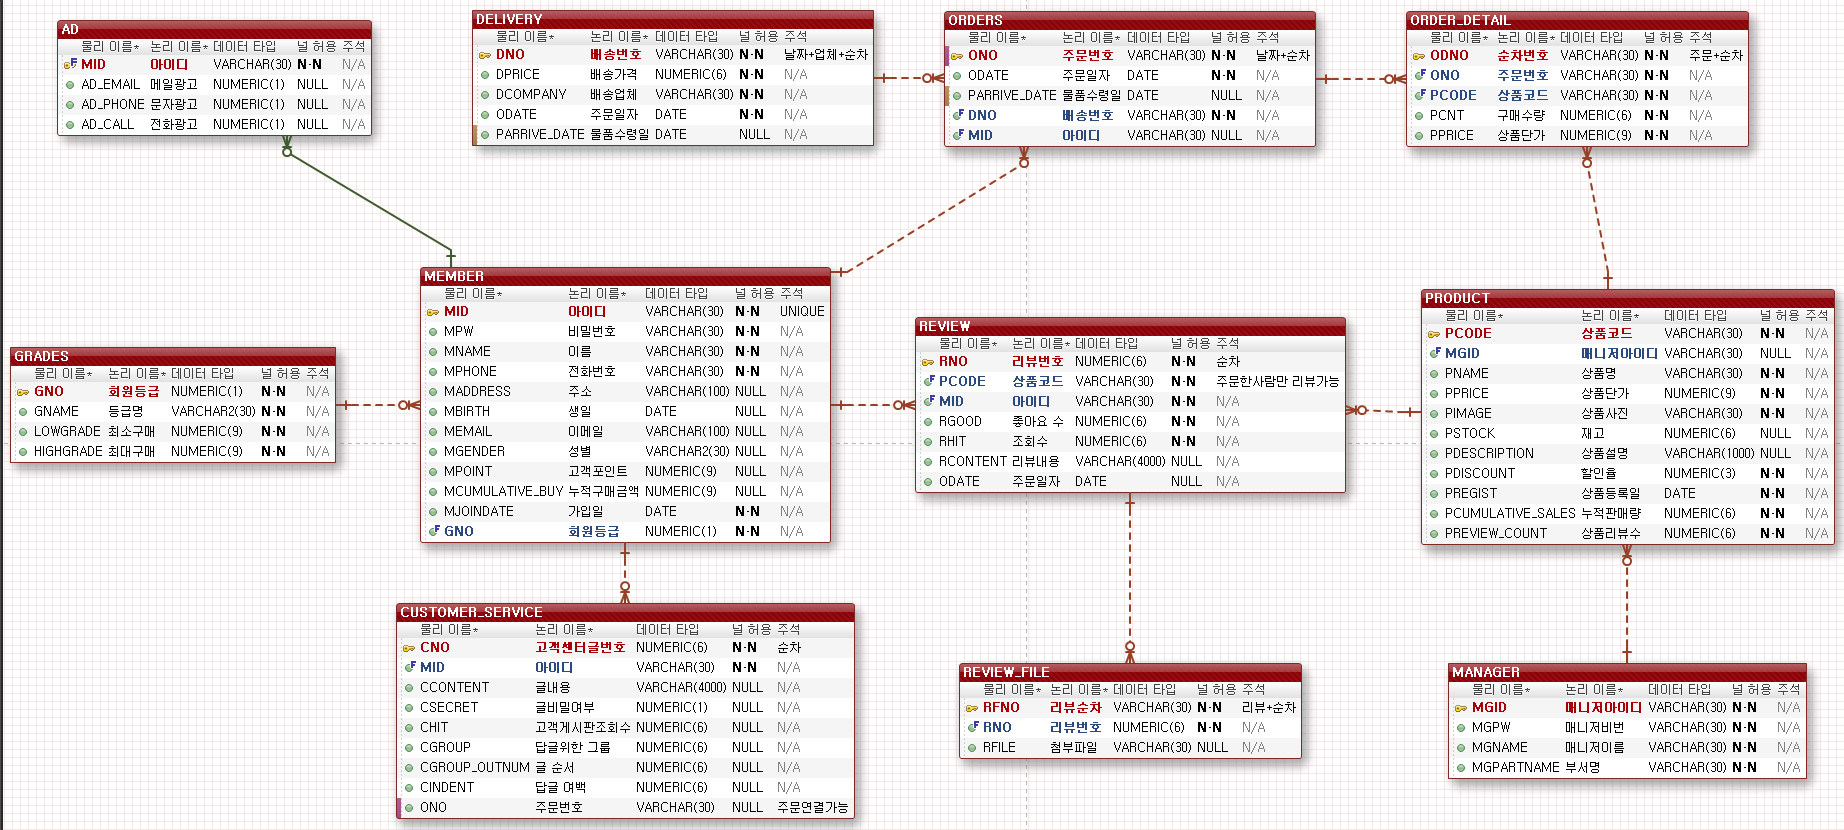 AD
물리 이름* 논리 이름* 데이터 타입 널 허용 주석
MID 아이디 VARCHAR(30) N-N N/A
AD_EMAIL 메일광고 NUMERIC(1) NULL N/A
AD_PHONE 문자광고 NUMERIC(1) NULL N/A
AD_CALL 전화광고 NUMERIC(1) NULL N/A
DELIVERY
물리 이름* 논리 이름* 데이터 타입 널 허용 주석
DNO 배송번호 VARCHAR(30) N-N 날짜+업체+순차
DPRICE 배송가격 NUMERIC(6) N-N N/A
DCOMPANY 배송업체 VARCHAR(30) N-N N/A
ODATE 주문일자 DATE N-N N/A
PARRIVE_DATE 물품수령일 DATE NULL N/A
ORDERS
물리 이름* 논리 이름* 데이터 타입 널 허용 주석
ONO 주문번호 VARCHAR(30) N-N 날짜+순차
ODATE 주문일자 DATE N-N N/A
PARRIVE_DATE 물품수령일 DATE NULL N/A
DNO 배송번호 VARCHAR(30) N-N N/A
MID 아이디 VARCHAR(30) NULL N/A
ORDER_DETAIL
물리 이름* 논리 이름* 데이터 타입 널 허용 주석
ODNO 순차번호 VARCHAR(30) N-N 주문+순차
ONO 주문번호 VARCHAR(30) N-N N/A
PCODE 상품코드 VARCHAR(30) N-N N/A
PCNT 구매수량 NUMERIC(6) N-N N/A
PPRICE 상품단가 NUMERIC(9) N-N N/A
MEMBER
물리 이름* 논리 이름* 데이터 타입 널 허용 주석
MID 아이디 VARCHAR(30) N-N UNIQUE
MPW 비밀번호 VARCHAR(30) N-N N/A
MNAME 이름 VARCHAR(30) N-N N/A
MPHONE 전화번호 VARCHAR(30) N-N N/A
MADDRESS 주소 VARCHAR(100) NULL N/A
MBIRTH 생일 DATE NULL N/A
MEMAIL 이메일 VARCHAR(100) NULL N/A
MGENDER 성별 VARCHAR2(30) NULL N/A
MPOINT 고객포인트 NUMERIC(9) NULL N/A
MCUMULATIVE_BUY 누적구매금액 NUMERIC(9) NULL N/A
MJOINDATE 가입일 DATE N-N N/A
GNO 회원등급 NUMERIC(1) N-N N/A
GRADES
물리 이름* 논리 이름* 데이터 타입 널 허용 주석
GNO 회원등급 NUMERIC(1) N-N N/A
GNAME 등급명 VARCHAR2(30) N-N N/A
LOWGRADE 최소구매 NUMERIC(9) N-N N/A
HIGHGRADE 최대구매 NUMERIC(9) N-N N/A
REVIEW
물리 이름* 논리 이름* 데이터 타입 널 허용 주석
RNO 리뷰번호 NUMERIC(6) N-N 순차
PCODE 상품코드 VARCHAR(30) N-N 주문한사람만 리뷰가능
MID 아이디 VARCHAR(30) N-N N/A
RGOOD 좋아요 수 NUMERIC(6) N-N N/A
RHIT 조회수 NUMERIC(6) N-N N/A
RCONTENT 리뷰내용 VARCHAR(4000) NULL N/A
ODATE 주문일자 DATE NULL N/A
PRODUCT
물리 이름* 논리 이름* 데이터 타입 널 허용 주석
PCODE 상품코드 VARCHAR(30) N-N N/A
MGID 매니저아이디 VARCHAR(30) NULL N/A
PNAME 상품명 VARCHAR(30) N-N N/A
PPRICE 상품단가 NUMERIC(9) N-N N/A
PIMAGE 상품사진 VARCHAR(30) N-N N/A
PSTOCK 재고 NUMERIC(6) NULL N/A
PDESCRIPTION 상품설명 VARCHAR(1000) NULL N/A
PDISCOUNT 할인율 NUMERIC(3) N-N N/A
PREGIST 상품등록일 DATE N-N N/A
PCUMULATIVE_SALES 누적판매량 NUMERIC(6) N-N N/A
PREVIEW_COUNT 상품리뷰수 NUMERIC(6) N-N N/A
CUSTOMER_SERVICE
물리 이름* 논리 이름* 데이터 타입 널 허용 주석
CNO 고객센터글번호 NUMERIC(6) N-N 순차
MID 아이디 VARCHAR(30) N-N N/A
CCONTENT 글내용 VARCHAR(4000) NULL N/A
CSECRET 글비밀여부 NUMERIC(1) NULL N/A
CHIT 고객게시판조회수 NUMERIC(6) NULL N/A
CGROUP 답글위한 그룹 NUMERIC(6) NULL N/A
CGROUP_OUTNUM 글 순서 NUMERIC(6) NULL N/A
CINDENT 답글 여백 NUMERIC(6) NULL N/A
ONO 주문번호 VARCHAR(30) NULL 주문연결가능
REVIEW_FILE
물리 이름* 논리 이름* 데이터 타입 널 허용 주석
RFNO 리뷰순차 VARCHAR(30) N-N 리뷰+순차
RNO 리뷰번호 NUMERIC(6) N-N N/A
RFILE 첨부파일 VARCHAR(30) NULL N/A
MANAGER
물리 이름* 논리 이름* 데이터 타입 널 허용 주석
MGID 매니저아이디 VARCHAR(30) N-N N/A
MGPW 매니저비번 VARCHAR(30) N-N N/A
MGNAME 매니저이름 VARCHAR(30) N-N N/A
MGPARTNAME 부서명 VARCHAR(30) N-N N/A